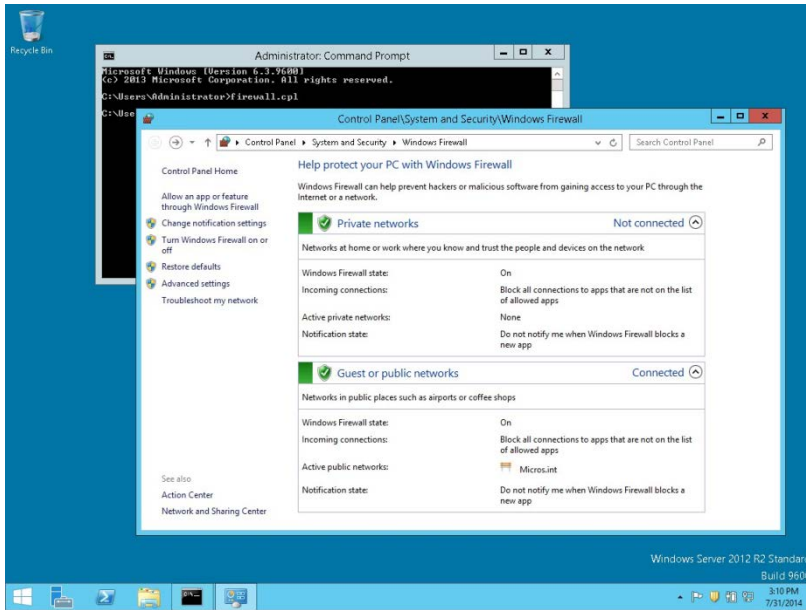 Recycle Bin
Administrator: Command Prompt
Microsoft Windows [Version 6.3.9600]
(c) 2013 Microsoft Corporation. All rights reserved.
C:\Users\Administrator>firewall.cpl
C:\Use
Control Panel\System and Security\Windows Firewall
Control Panel System and Security Windows Firewall
Search Control Panel
Control Panel Home
Allow an app or feature
through Windows Firewall
Change notification settings
Turn Windows Firewall on or
off
Restore defaults
Advanced settings
Troubleshoot my network
See also
Action Center
Network and Sharing Center
Help protect your PC with Windows Firewall
Windows Firewall can help prevent hackers or malicious software from gaining access to your PC through the
Internet or a network.
Private networks Not connected
Networks at home or work where you know and trust the people and devices on the network
Windows Firewall state: On
Incoming connections: Block all connections to apps that are not on the list
of allowed apps
Active private networks: None
Notification state: Do not notify me when Windows Firewall blocks a
new app
Guest or public networks Connected
Networks in public places such as airports or coffee shops
Windows Firewall state: On
Incoming connections: Block all connections to apps that are not on the list
of allowed apps
Active public networks: Micros.int
Notification state: Do not notify me when Windows Firewall blocks a
new app
Windows Server 2012 R2 Standard
Build 960
3:10 PM
7/31/2014